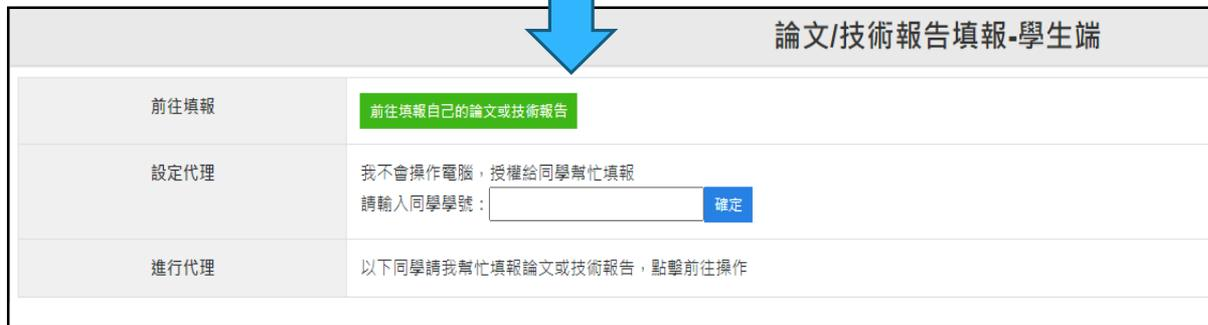 論文/技術報告填報-學生端
前往填報
前往填報自己的論文或技術報告
設定代理
我不會操作電腦，授權給同學幫忙填報
請輸入同學學號：
確定
進行代理
以下同學請我幫忙填報論文或技術報告，點擊前往操作